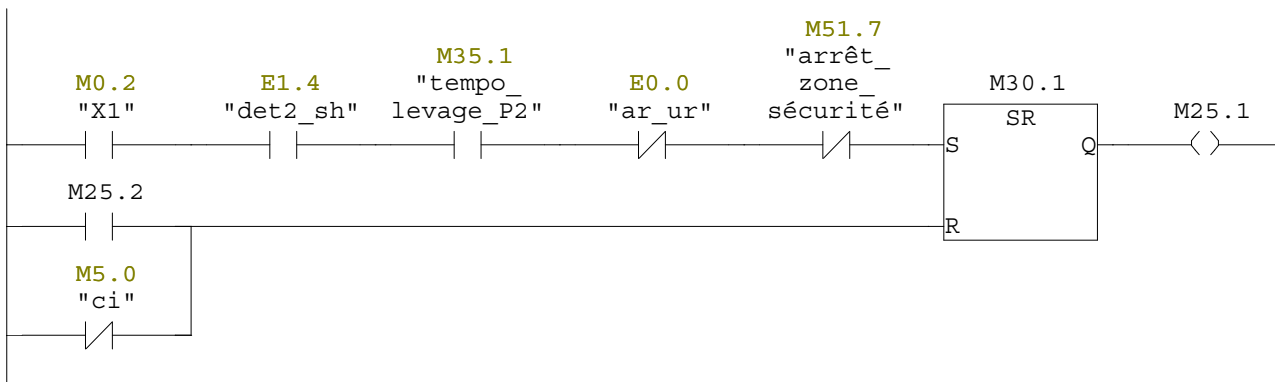 M51.7
M35.1 "arrêt_
M0.2 E1.4 "tempo_ E0.0 zone_ M30.1
"X1" "det2_sh" levage_P2" "ar_ur" sécurité" SR M25.1
S Q
M25.2
R
M5.0
"ci"